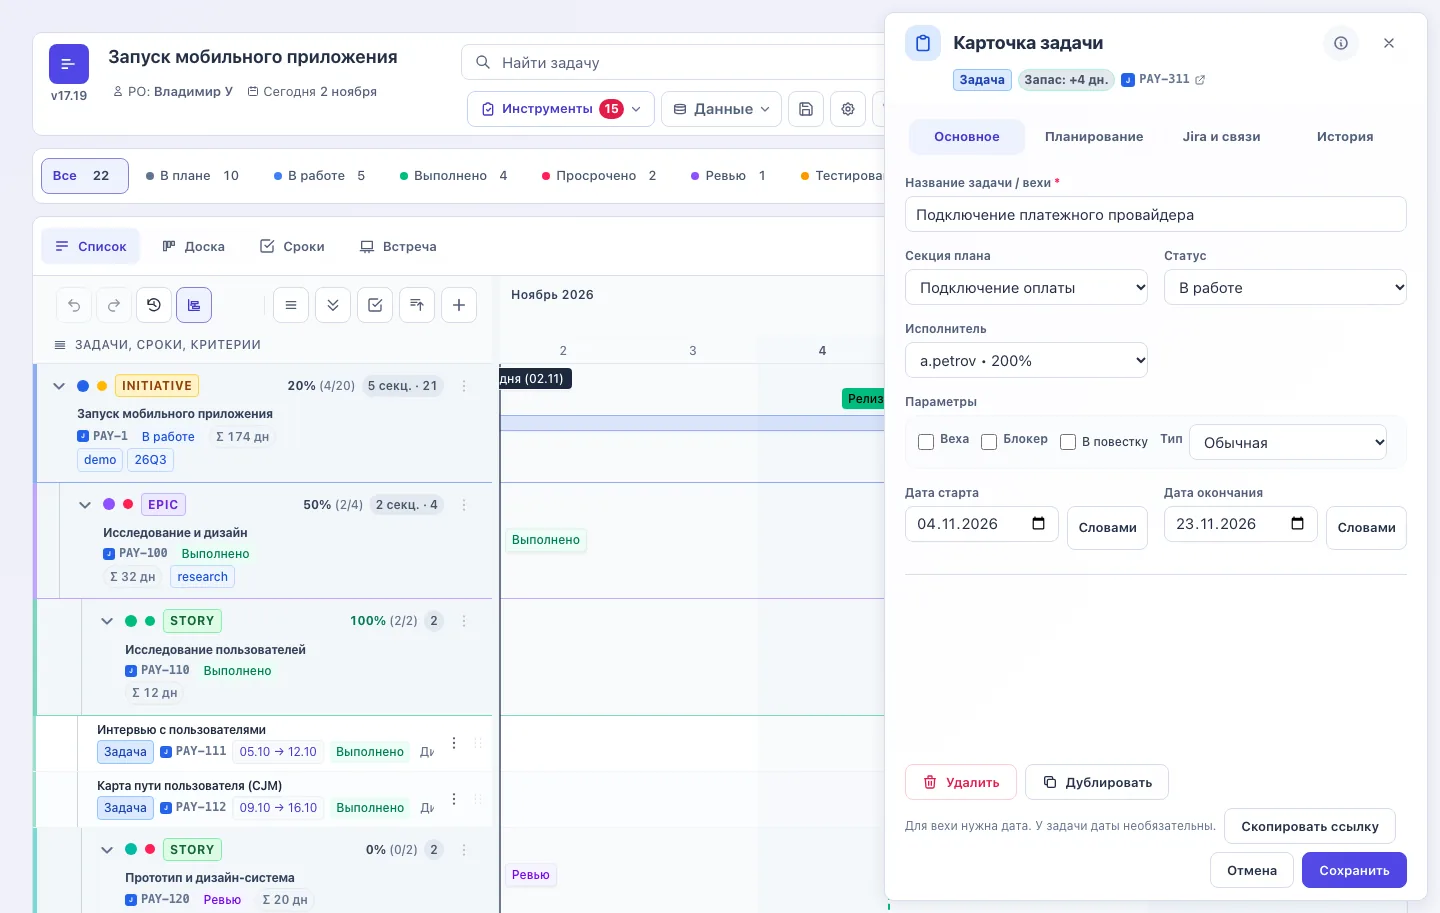 Запуск мобильного приложения
v17.19
PO: Владимир У
Сегодня 2 ноября
Найти задачу
Инструменты 15
Данные
Все 22
В плане 10
В работе 5
Выполнено 4
Просрочено 2
Ревью 1
Тестирова
Список
Доска
Сроки
Встреча
ЗАДАЧИ, СРОКИ, КРИТЕРИИ
Ноябрь 2026
2 3 4
дня (02.11)
Релиз
INITIATIVE 20% (4/20) 5 секц. · 21
Запуск мобильного приложения
PAY-1 В работе Σ 174 дн
demo 26Q3
EPIC 50% (2/4) 2 секц. · 4
Исследование и дизайн
PAY-100 Выполнено
Σ 32 дн research
Выполнено
STORY 100% (2/2) 2
Исследование пользователей
PAY-110 Выполнено
Σ 12 дн
Интервью с пользователями
Задача PAY-111 05.10 → 12.10 Выполнено Ди
Карта пути пользователя (CJM)
Задача PAY-112 09.10 → 16.10 Выполнено Ди
STORY 0% (0/2) 2
Прототип и дизайн-система
PAY-120 Ревью Σ 20 дн
Ревью
Карточка задачи
Задача Запас: +4 дн. PAY-311
Основное
Планирование
Jira и связи
История
Название задачи / вехи *
Подключение платежного провайдера
Секция плана
Подключение оплаты
Статус
В работе
Исполнитель
a.petrov • 200%
Параметры
Веха Блокер В повестку Тип Обычная
Дата старта
04.11.2026 Словами
Дата окончания
23.11.2026 Словами
Удалить
Дублировать
Для вехи нужна дата. У задачи даты необязательны.
Скопировать ссылку
Отмена
Сохранить